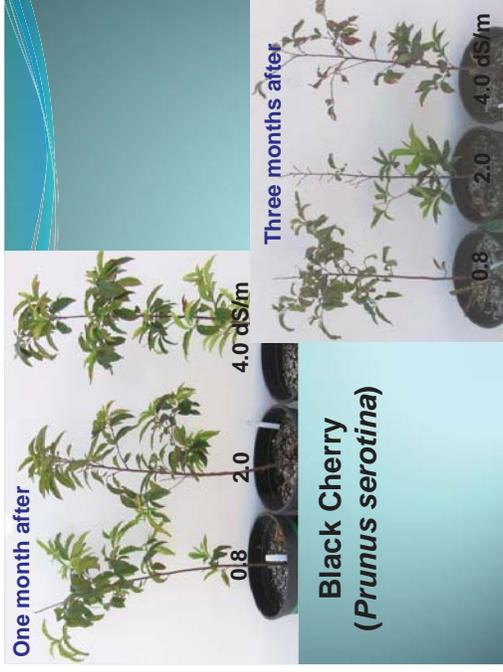 One month after
0.8
2.0
4.0 dS/m
Three months after
0.8
2.0
4.0 dS/m
Black Cherry
(Prunus serotina)